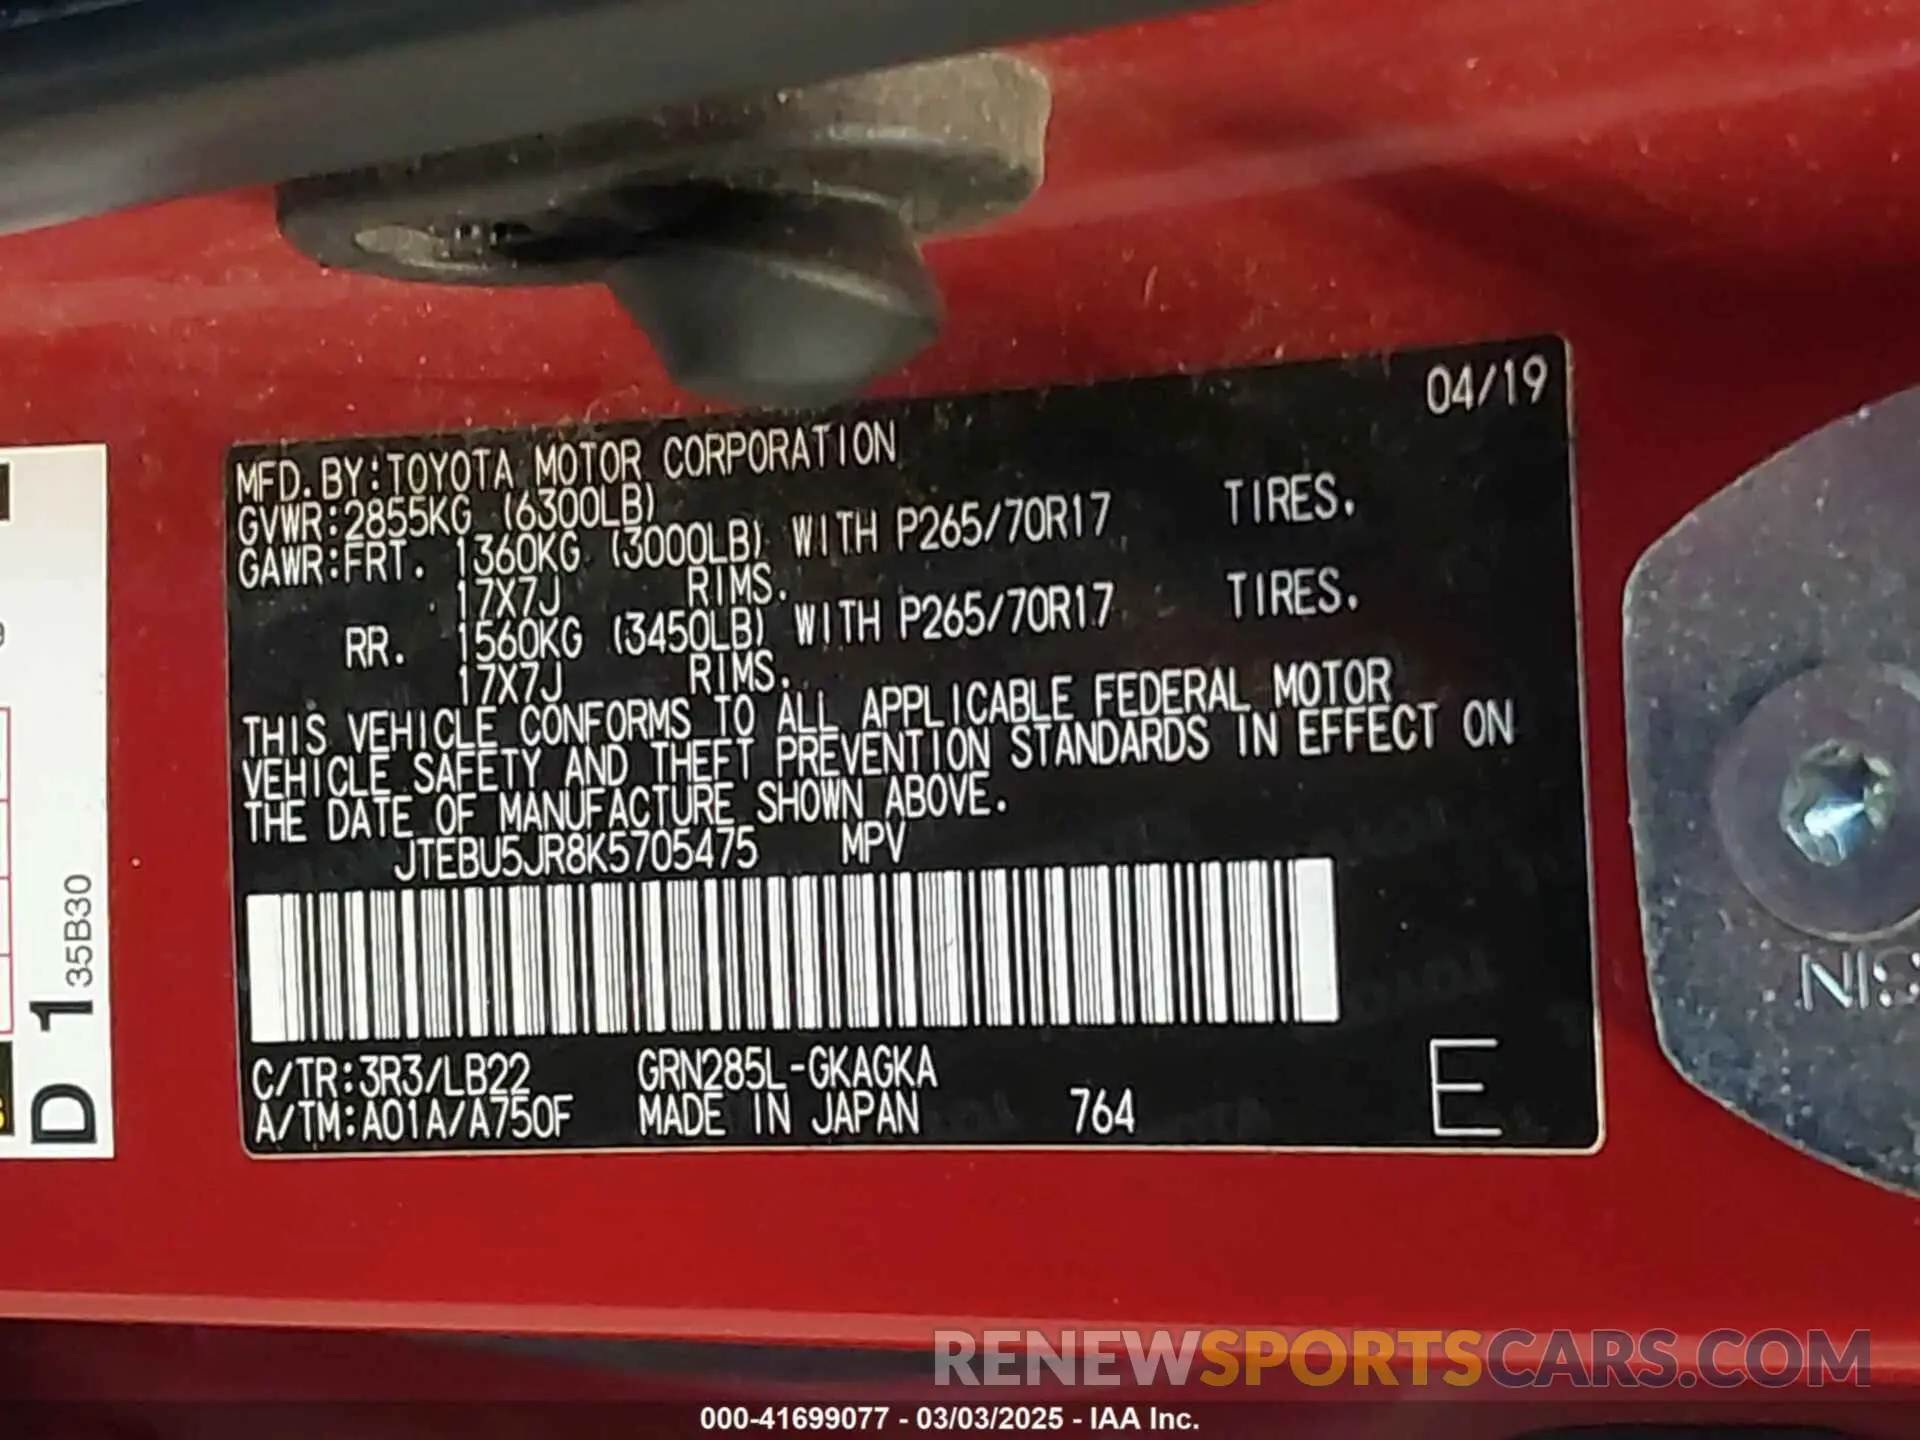 04/19
MFD.BY:TOYOTA MOTOR CORPORATION
GVWR:2855KG (6300LB)
GAWR:FRT. 1360KG (3000LB) WITH P265/70R17 TIRES.
17X7J RIMS.
RR. 1560KG (3450LB) WITH P265/70R17 TIRES.
17X7J RIMS.
THIS VEHICLE CONFORMS TO ALL APPLICABLE FEDERAL MOTOR
VEHICLE SAFETY AND THEFT PREVENTION STANDARDS IN EFFECT ON
THE DATE OF MANUFACTURE SHOWN ABOVE.
JTEBU5JR8K5705475 MPV
C/TR:3R3/LB22 GRN285L-GKAGKA
A/TM:A01A/A750F MADE IN JAPAN 764 E
D 1 35B30
RENEWSPORTSCARS.COM
000-41699077 - 03/03/2025 - IAA Inc.